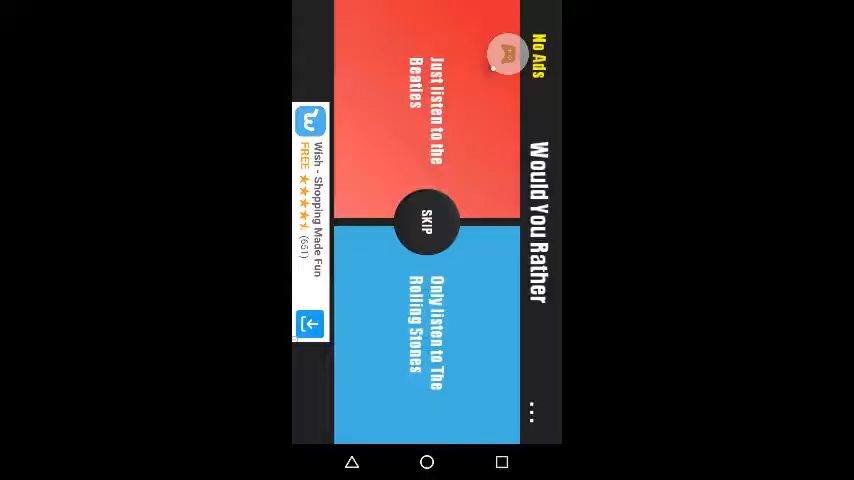 No Ads
Would You Rather
...
Just listen to the
Beatles
SKIP
Only listen to The
Rolling Stones
Wish - Shopping Made Fun
FREE (661)